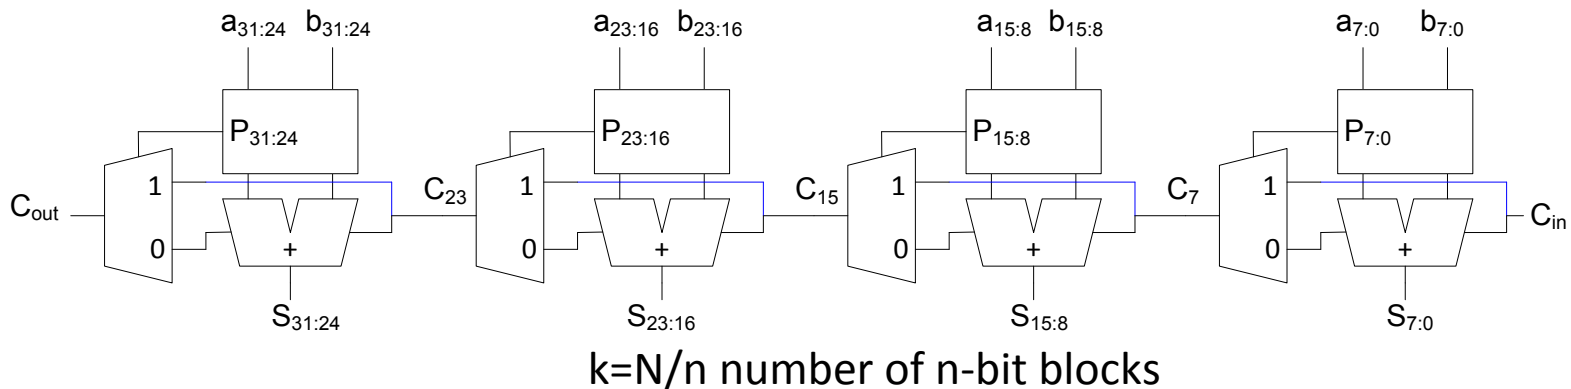 a31:24 b31:24 a23:16 b23:16 a15:8 b15:8 a7:0 b7:0
P31:24 P23:16 P15:8 P7:0
1 1 1 1
Cout C23 C15 C7 Cin
0 + 0 + 0 + 0 +
S31:24 S23:16 S15:8 S7:0
k=N/n number of n-bit blocks